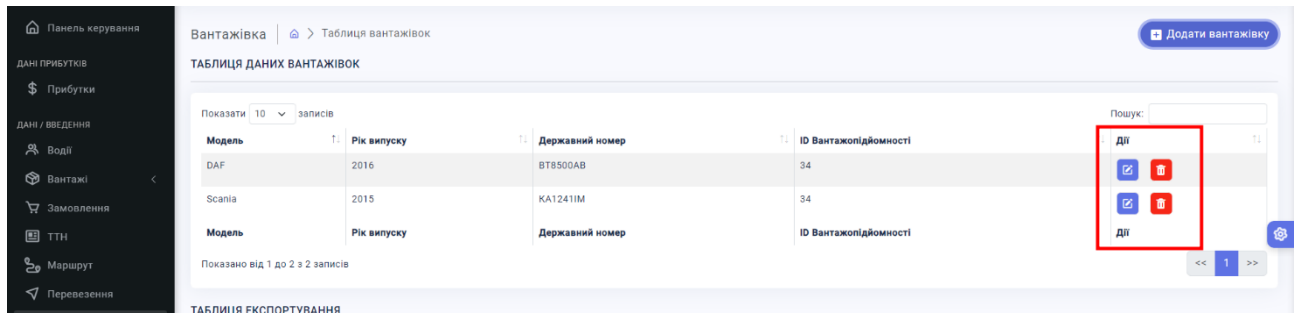 Панель керування
ДАНІ ПРИБУТКІВ
Прибутки
ДАНІ / ВВЕДЕННЯ
Водії
Вантажі
Замовлення
ТТН
Маршрут
Перевезення
Вантажівка Таблиця вантажівок
Додати вантажівку
ТАБЛИЦЯ ДАНИХ ВАНТАЖІВОК
Показати 10 записів
Пошук:
Модель Рік випуску Державний номер ID Вантажопідйомності Дії
DAF 2016 BT8500AB 34
Scania 2015 KA1241IM 34
Модель Рік випуску Державний номер ID Вантажопідйомності Дії
Показано від 1 до 2 з 2 записів
<< 1 >>
ТАБЛИЦЯ ЕКСПОРТУВАННЯ